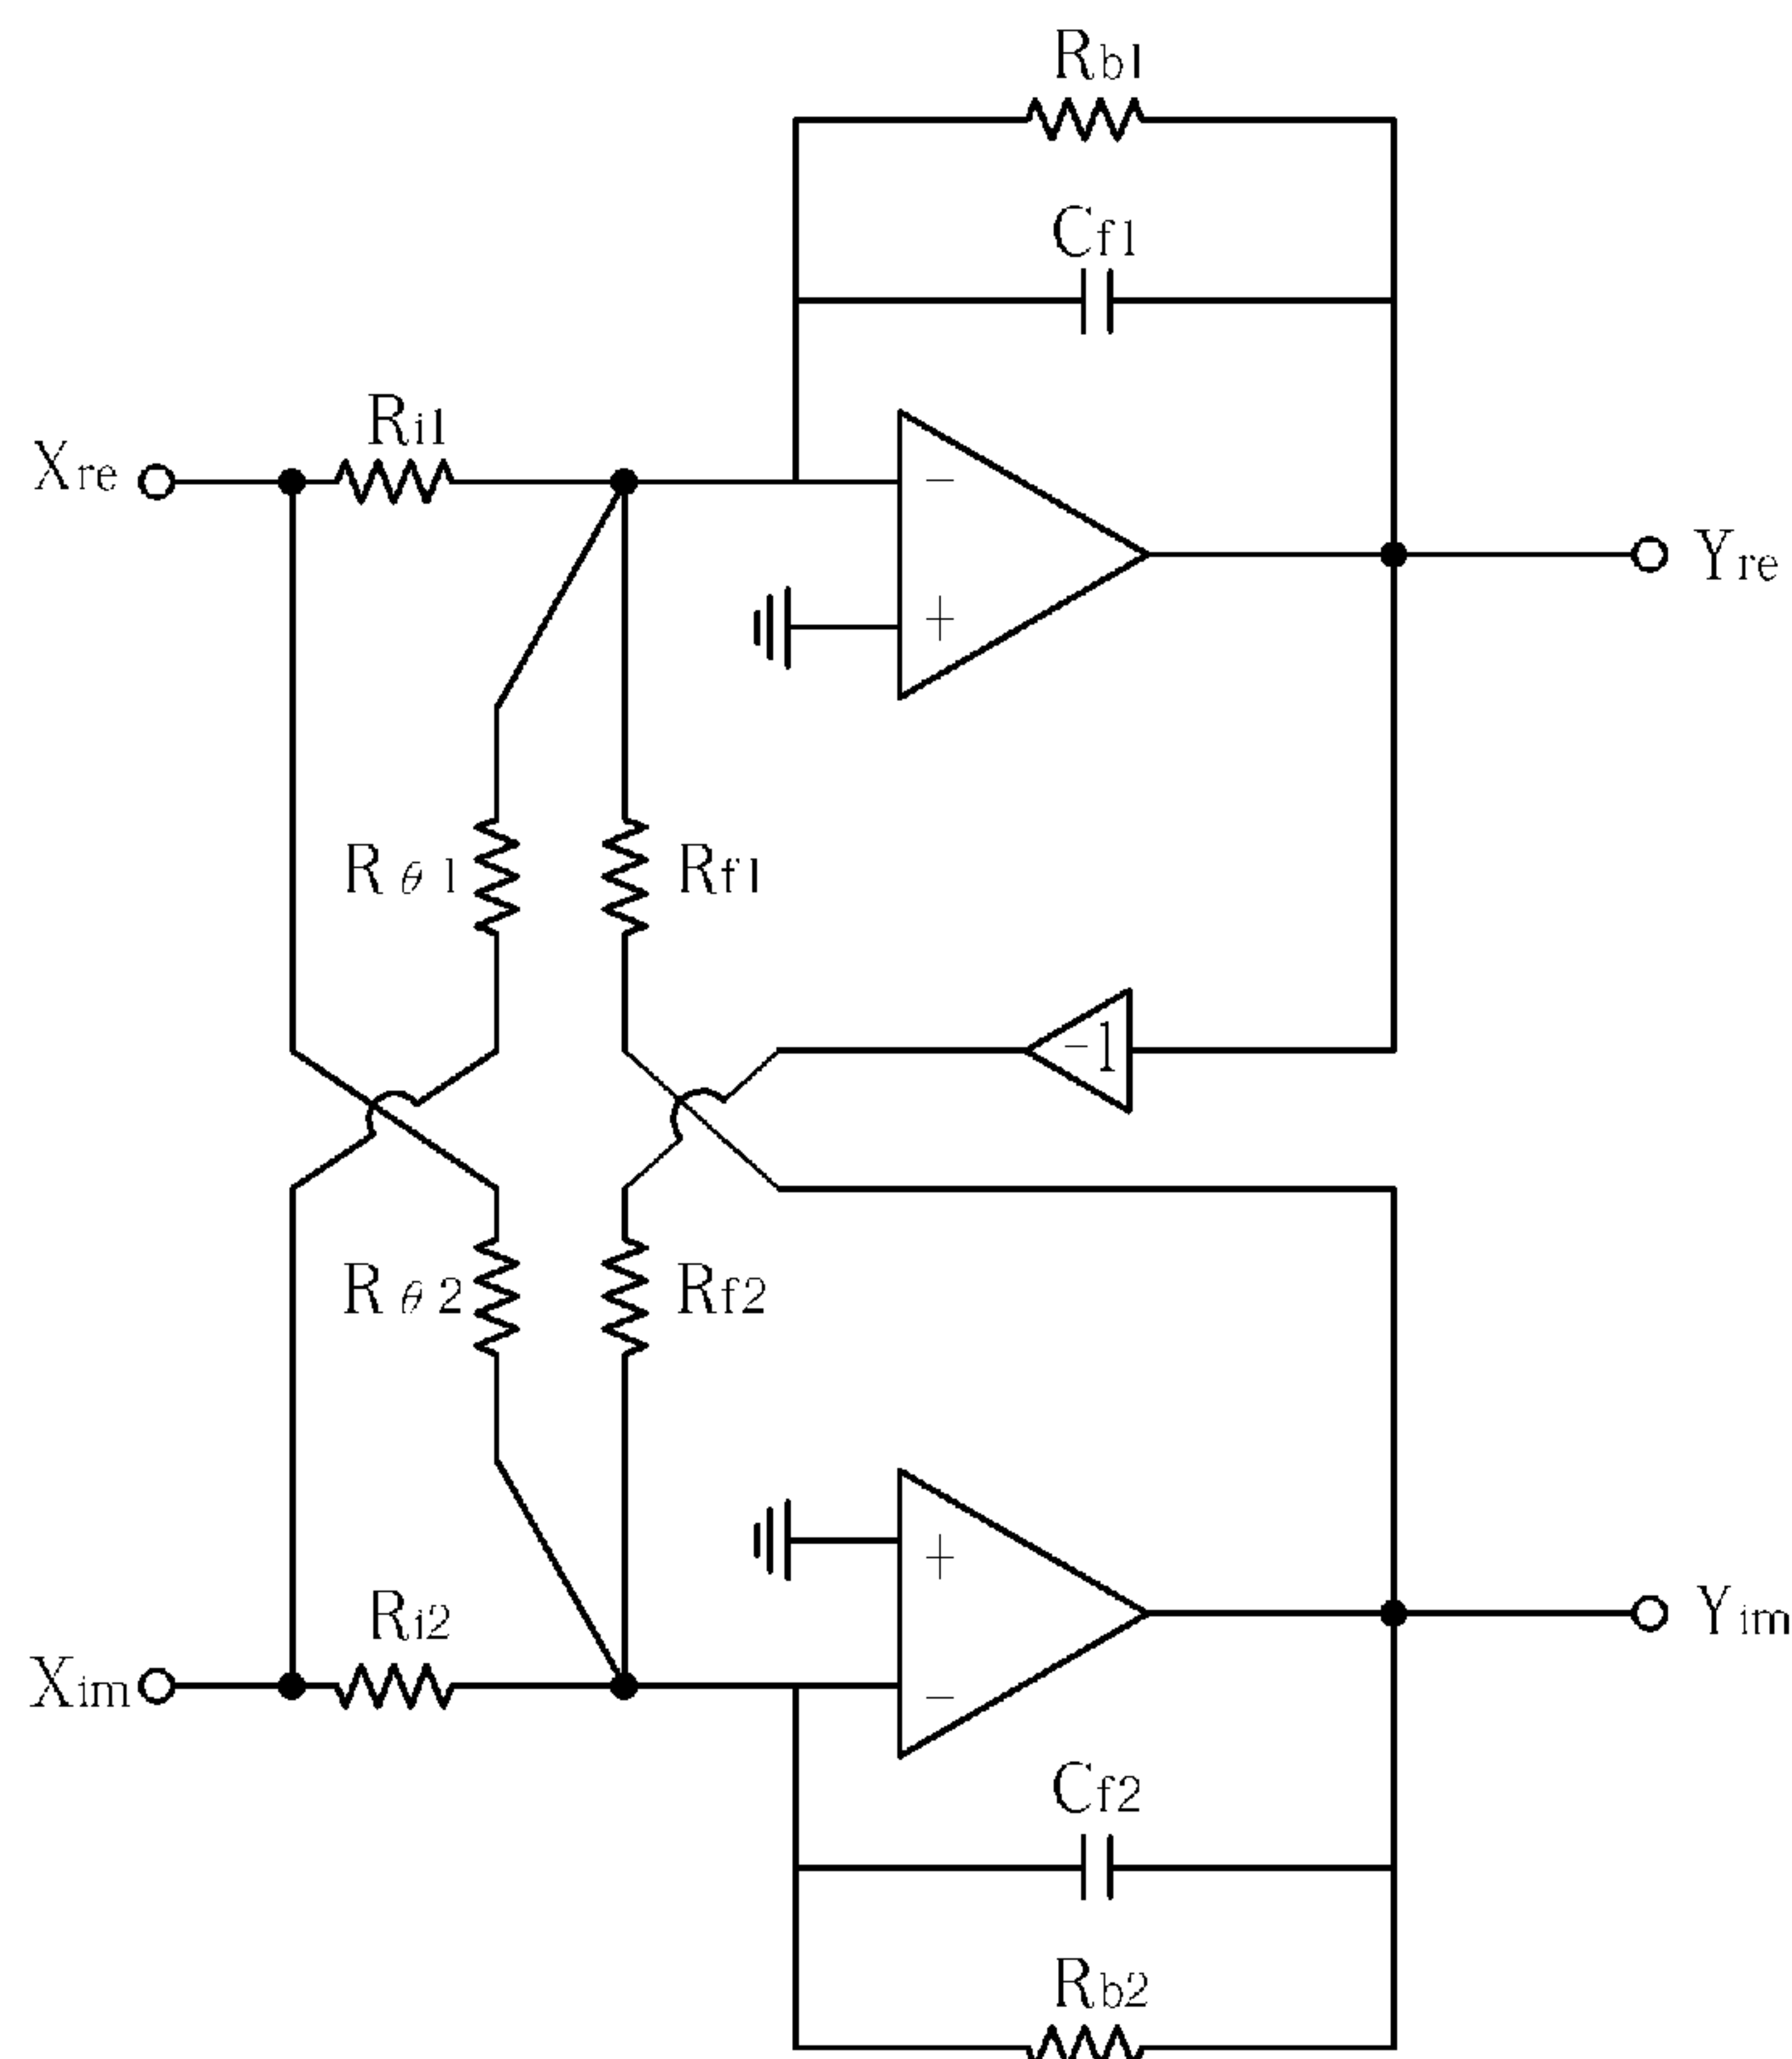 Rb1
Cf1
Ri1
Xre
−
Yre
+
Rθ1
Rf1
−1
Rθ2
Rf2
+
Ri2
Yim
Xim
−
Cf2
Rb2